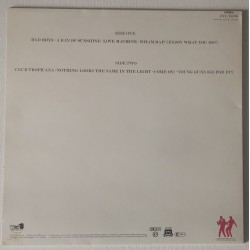 SIDE ONE
BAD BOYS · A RAY OF SUNSHINE · LOVE MACHINE · WHAM RAP! (ENJOY WHAT YOU DO?)
SIDE TWO
CLUB TROPICANA · NOTHING LOOKS THE SAME IN THE LIGHT · COME ON! · YOUNG GUNS (GO FOR IT!)